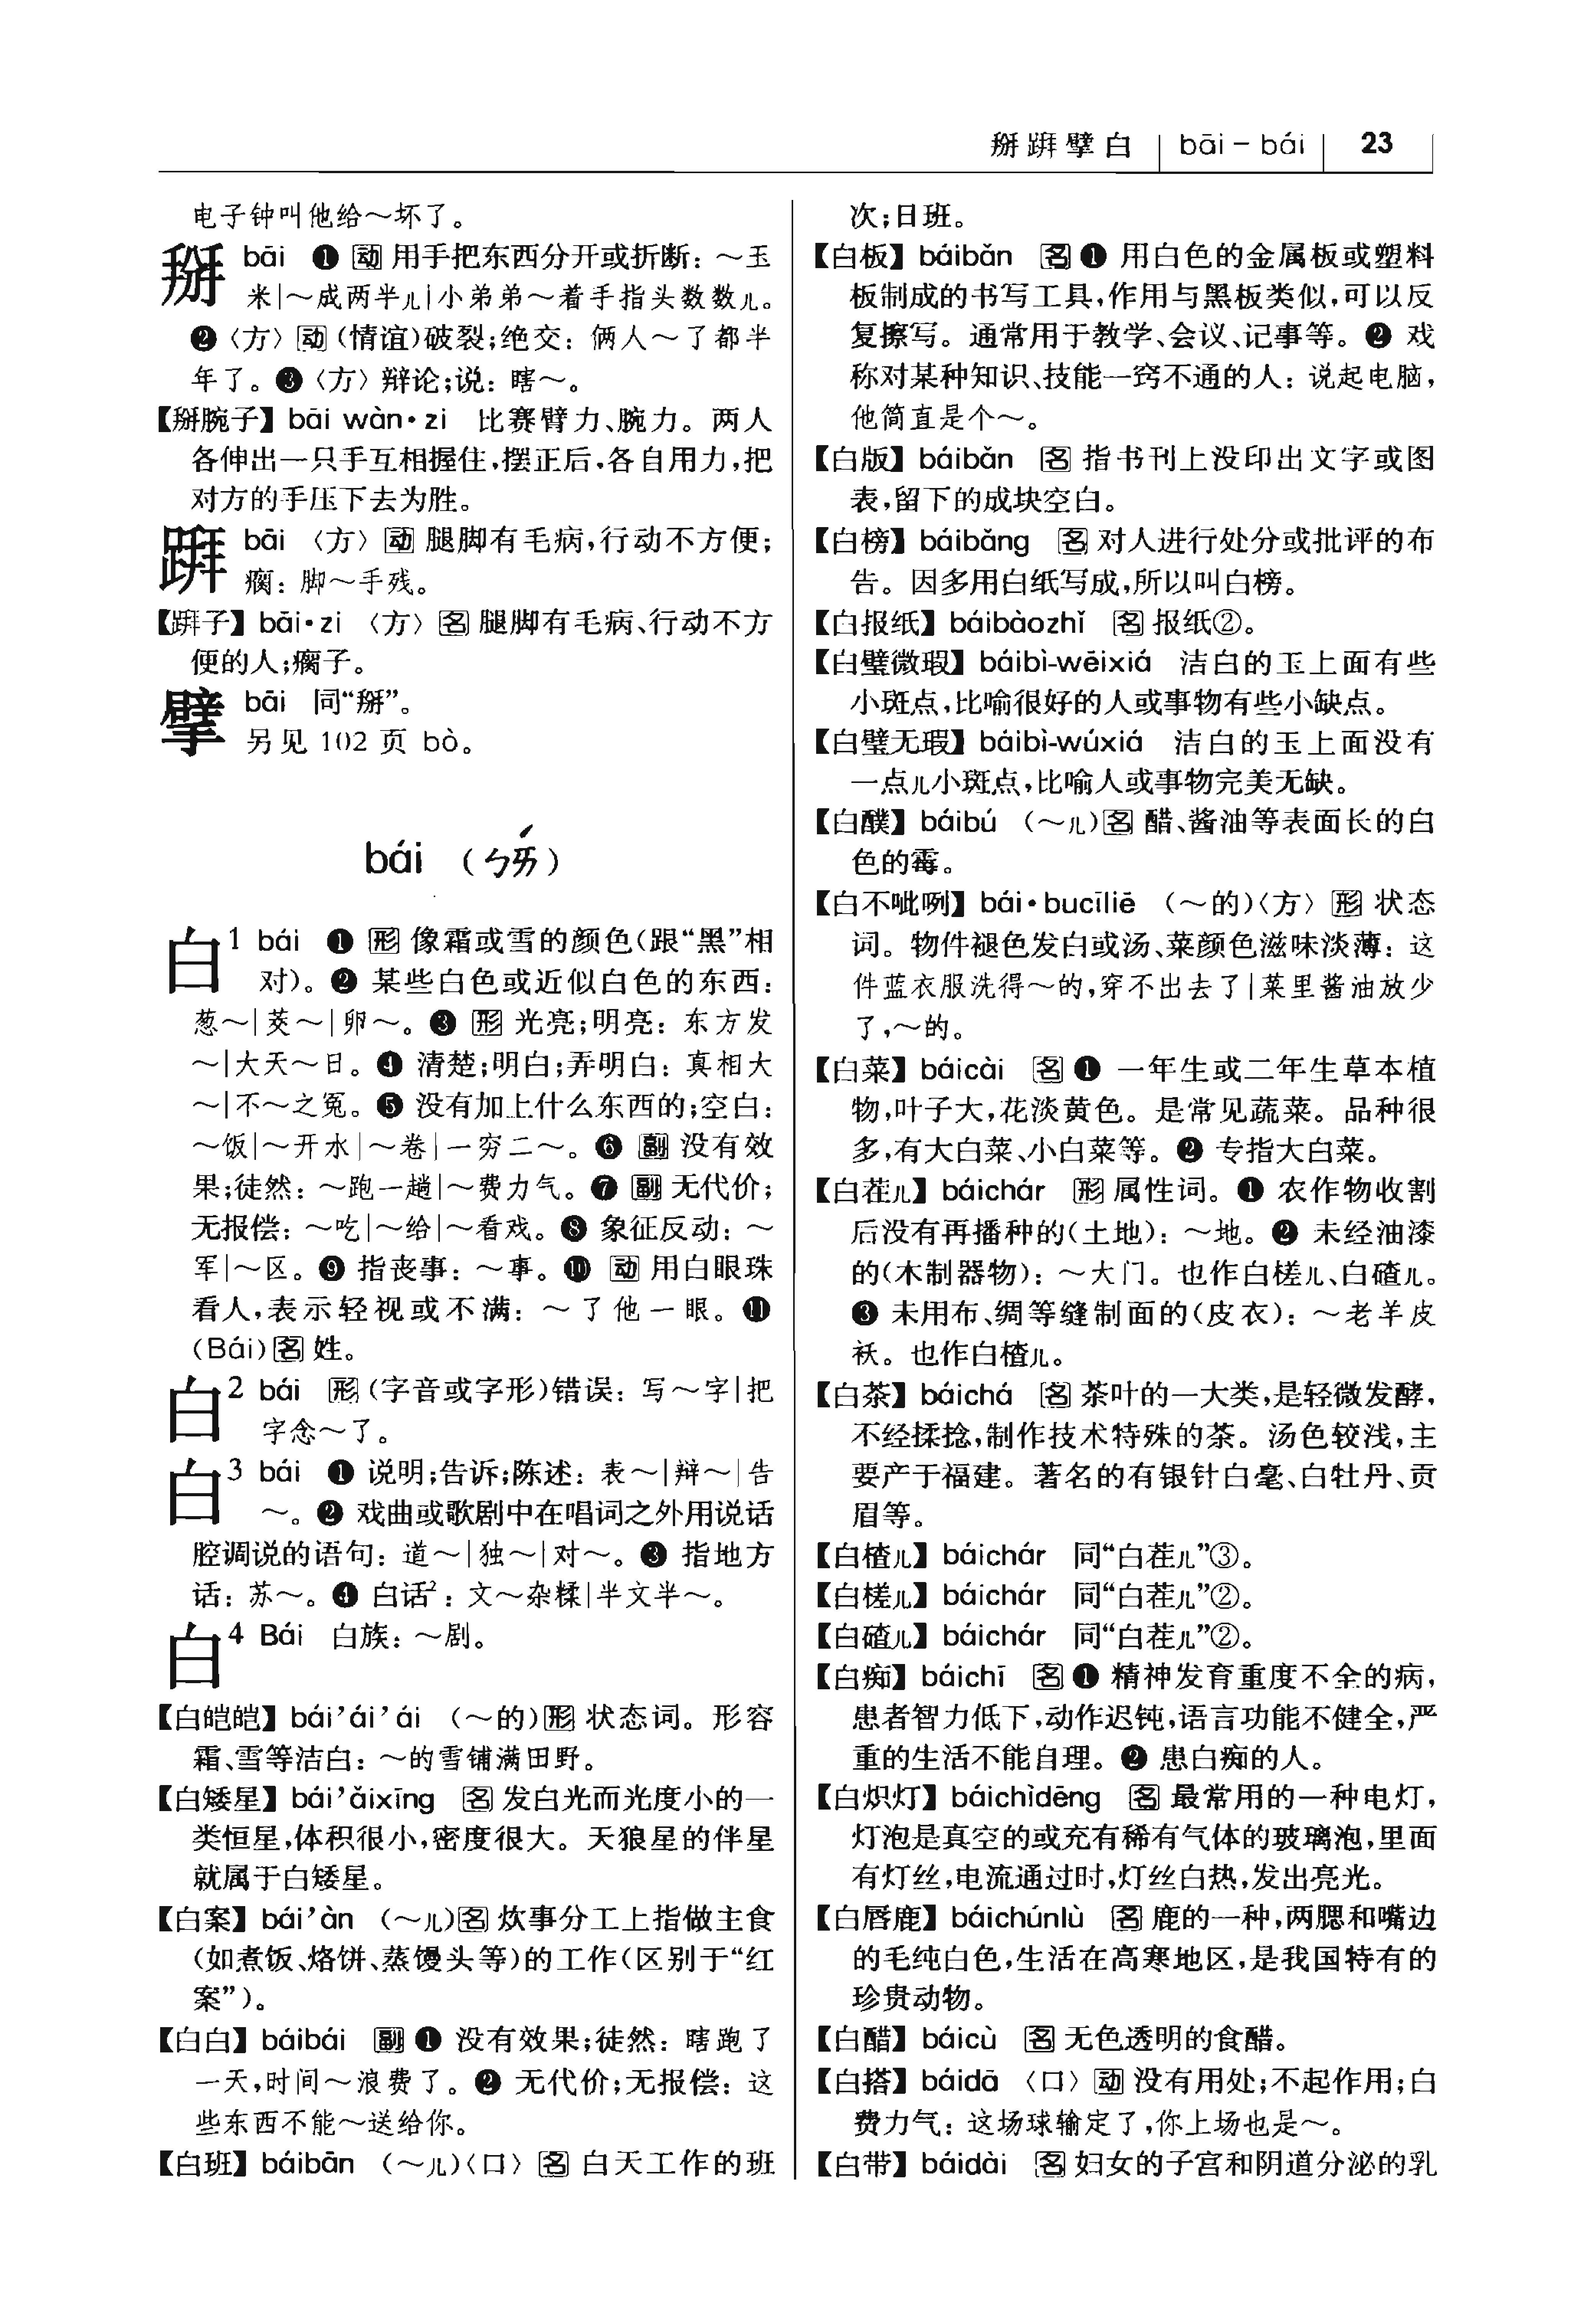 掰跰擘白 bāi－bái 23
电子钟叫他给～坏了。
掰 bāi ❶ 动 用手把东西分开或折断：～玉
米|～成两半儿|小弟弟～着手指头数数儿。
❷〈方〉动（情谊）破裂；绝交：俩人～了都半
年了。❸〈方〉辩论；说：瞎～。
【掰腕子】bāi wàn·zi 比赛臂力、腕力。两人
各伸出一只手互相握住，摆正后，各自用力，把
对方的手压下去为胜。
跰 bāi〈方〉动 腿脚有毛病，行动不方便；
瘸：脚～手残。
【跰子】bāi·zi〈方〉名 腿脚有毛病、行动不方
便的人；瘸子。
擘 bāi 同“掰”。
另见 102 页 bò。
bái （ㄅㄞˊ）
白1 bái ❶ 形 像霜或雪的颜色（跟“黑”相
对）。❷ 某些白色或近似白色的东西：
葱～|茭～|卵～。❸ 形 光亮；明亮：东方发
～|大天～日。❹ 清楚；明白；弄明白：真相大
～|不～之冤。❺ 没有加上什么东西的；空白：
～饭|～开水|～卷|一穷二～。❻ 副 没有效
果；徒然：～跑一趟|～费力气。❼ 副 无代价；
无报偿：～吃|～给|～看戏。❽ 象征反动：～
军|～区。❾ 指丧事：～事。❿ 动 用白眼珠
看人，表示轻视或不满：～了他一眼。⓫
（Bái）名 姓。
白2 bái 形（字音或字形）错误：写～字|把
字念～了。
白3 bái ❶ 说明；告诉；陈述：表～|辩～|告
～。❷ 戏曲或歌剧中在唱词之外用说话
腔调说的语句：道～|独～|对～。❸ 指地方
话：苏～。❹ 白话²：文～杂糅|半文半～。
白4 Bái 白族：～剧。
【白皑皑】bái’ái’ái （～的）形 状态词。形容
霜、雪等洁白：～的雪铺满田野。
【白矮星】bái’ǎixīng 名 发白光而光度小的一
类恒星，体积很小，密度很大。天狼星的伴星
就属于白矮星。
【白案】bái’àn （～儿）名 炊事分工上指做主食
（如煮饭、烙饼、蒸馒头等）的工作（区别于“红
案”）。
【白白】báibái 副 ❶ 没有效果；徒然：瞎跑了
一天，时间～浪费了。❷ 无代价；无报偿：这
些东西不能～送给你。
【白班】báibān （～儿）〈口〉名 白天工作的班
次；日班。
【白板】báibǎn 名 ❶ 用白色的金属板或塑料
板制成的书写工具，作用与黑板类似，可以反
复擦写。通常用于教学、会议、记事等。❷ 戏
称对某种知识、技能一窍不通的人：说起电脑，
他简直是个～。
【白版】báibǎn 名 指书刊上没印出文字或图
表，留下的成块空白。
【白榜】báibǎng 名 对人进行处分或批评的布
告。因多用白纸写成，所以叫白榜。
【白报纸】báibàozhǐ 名 报纸②。
【白璧微瑕】báibì-wēixiá 洁白的玉上面有些
小斑点，比喻很好的人或事物有些小缺点。
【白璧无瑕】báibì-wúxiá 洁白的玉上面没有
一点儿小斑点，比喻人或事物完美无缺。
【白醭】báibú （～儿）名 醋、酱油等表面长的白
色的霉。
【白不呲咧】bái·bucīliē （～的）〈方〉形 状态
词。物件褪色发白或汤、菜颜色滋味淡薄：这
件蓝衣服洗得～的，穿不出去了|菜里酱油放少
了，～的。
【白菜】báicài 名 ❶ 一年生或二年生草本植
物，叶子大，花淡黄色。是常见蔬菜。品种很
多，有大白菜、小白菜等。❷ 专指大白菜。
【白茬儿】báichár 形 属性词。❶ 农作物收割
后没有再播种的（土地）：～地。❷ 未经油漆
的（木制器物）：～大门。也作白槎儿、白碴儿。
❸ 未用布、绸等缝制面的（皮衣）：～老羊皮
袄。也作白楂儿。
【白茶】báichá 名 茶叶的一大类，是轻微发酵，
不经揉捻，制作技术特殊的茶。汤色较浅，主
要产于福建。著名的有银针白毫、白牡丹、贡
眉等。
【白楂儿】báichár 同“白茬儿”③。
【白槎儿】báichár 同“白茬儿”②。
【白碴儿】báichár 同“白茬儿”②。
【白痴】báichī 名 ❶ 精神发育重度不全的病，
患者智力低下，动作迟钝，语言功能不健全，严
重的生活不能自理。❷ 患白痴的人。
【白炽灯】báichìdēng 名 最常用的一种电灯，
灯泡是真空的或充有稀有气体的玻璃泡，里面
有灯丝，电流通过时，灯丝白热，发出亮光。
【白唇鹿】báichúnlù 名 鹿的一种，两腮和嘴边
的毛纯白色，生活在高寒地区，是我国特有的
珍贵动物。
【白醋】báicù 名 无色透明的食醋。
【白搭】báidā 〈口〉动 没有用处；不起作用；白
费力气：这场球输定了，你上场也是～。
【白带】báidài 名 妇女的子宫和阴道分泌的乳